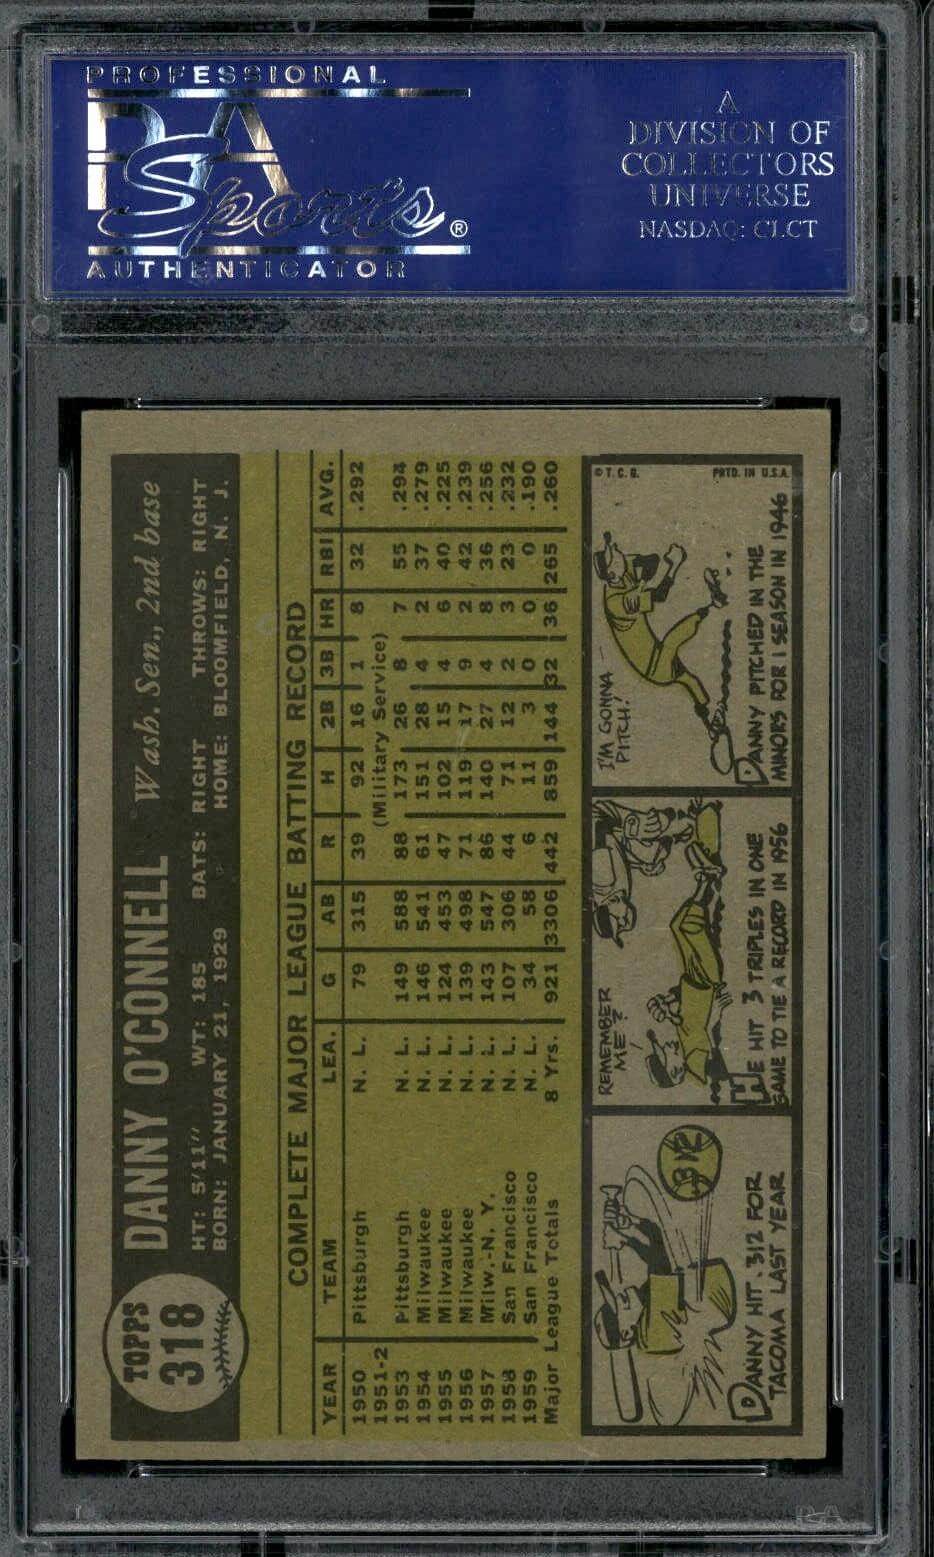 PROFESSIONAL
PSA
Sports®
AUTHENTICATOR
A
DIVISION OF
COLLECTORS
UNIVERSE
NASDAQ: CLCT
TOPPS
318
DANNY O'CONNELL Wash. Sen., 2nd base
HT: 5'11" WT: 185 BATS: RIGHT THROWS: RIGHT
BORN: JANUARY 21, 1929 HOME: BLOOMFIELD, N. J.
COMPLETE MAJOR LEAGUE BATTING RECORD
YEAR TEAM LEA. G AB R H 2B 3B HR RBI AVG.
1950 Pittsburgh N. L. 79 315 39 92 16 1 8 32 .292
1951-2 (Military Service)
1953 Pittsburgh N. L. 149 588 88 173 26 8 7 55 .294
1954 Milwaukee N. L. 146 541 61 151 28 4 2 37 .279
1955 Milwaukee N. L. 124 453 47 102 15 4 6 40 .225
1956 Milwaukee N. L. 139 498 71 119 17 9 2 42 .239
1957 Milw.-N. Y. N. L. 143 547 86 140 27 4 8 36 .256
1958 San Francisco N. L. 107 306 44 71 12 2 3 23 .232
1959 San Francisco N. L. 34 58 6 11 3 0 0 0 .190
Major League Totals 8 Yrs. 921 3306 442 859 144 32 36 265 .260
DANNY HIT .312 FOR
TACOMA LAST YEAR
REMEMBER
ME?
HE HIT 3 TRIPLES IN ONE
GAME TO TIE A RECORD IN 1956
I'M GONNA
PITCH!
DANNY PITCHED IN THE
MINORS FOR 1 SEASON IN 1946
© T. C. G. PRTD. IN U.S.A.